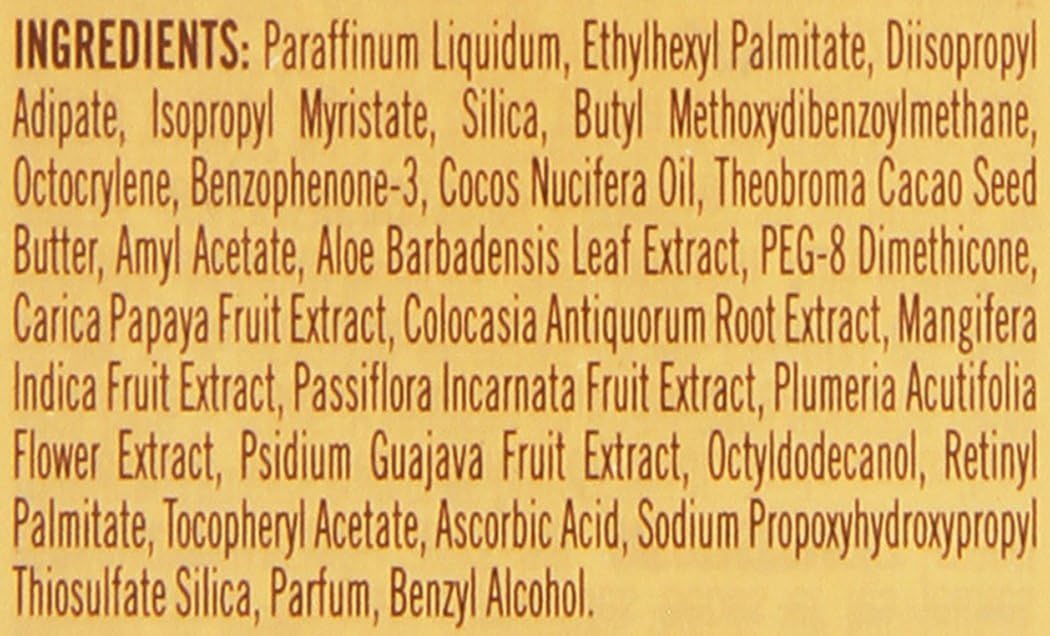 INGREDIENTS: Paraffinum Liquidum, Ethylhexyl Palmitate, Diisopropyl
Adipate, Isopropyl Myristate, Silica, Butyl Methoxydibenzoylmethane,
Octocrylene, Benzophenone-3, Cocos Nucifera Oil, Theobroma Cacao Seed
Butter, Amyl Acetate, Aloe Barbadensis Leaf Extract, PEG-8 Dimethicone,
Carica Papaya Fruit Extract, Colocasia Antiquorum Root Extract, Mangifera
Indica Fruit Extract, Passiflora Incarnata Fruit Extract, Plumeria Acutifolia
Flower Extract, Psidium Guajava Fruit Extract, Octyldodecanol, Retinyl
Palmitate, Tocopheryl Acetate, Ascorbic Acid, Sodium Propoxyhydroxypropyl
Thiosulfate Silica, Parfum, Benzyl Alcohol.